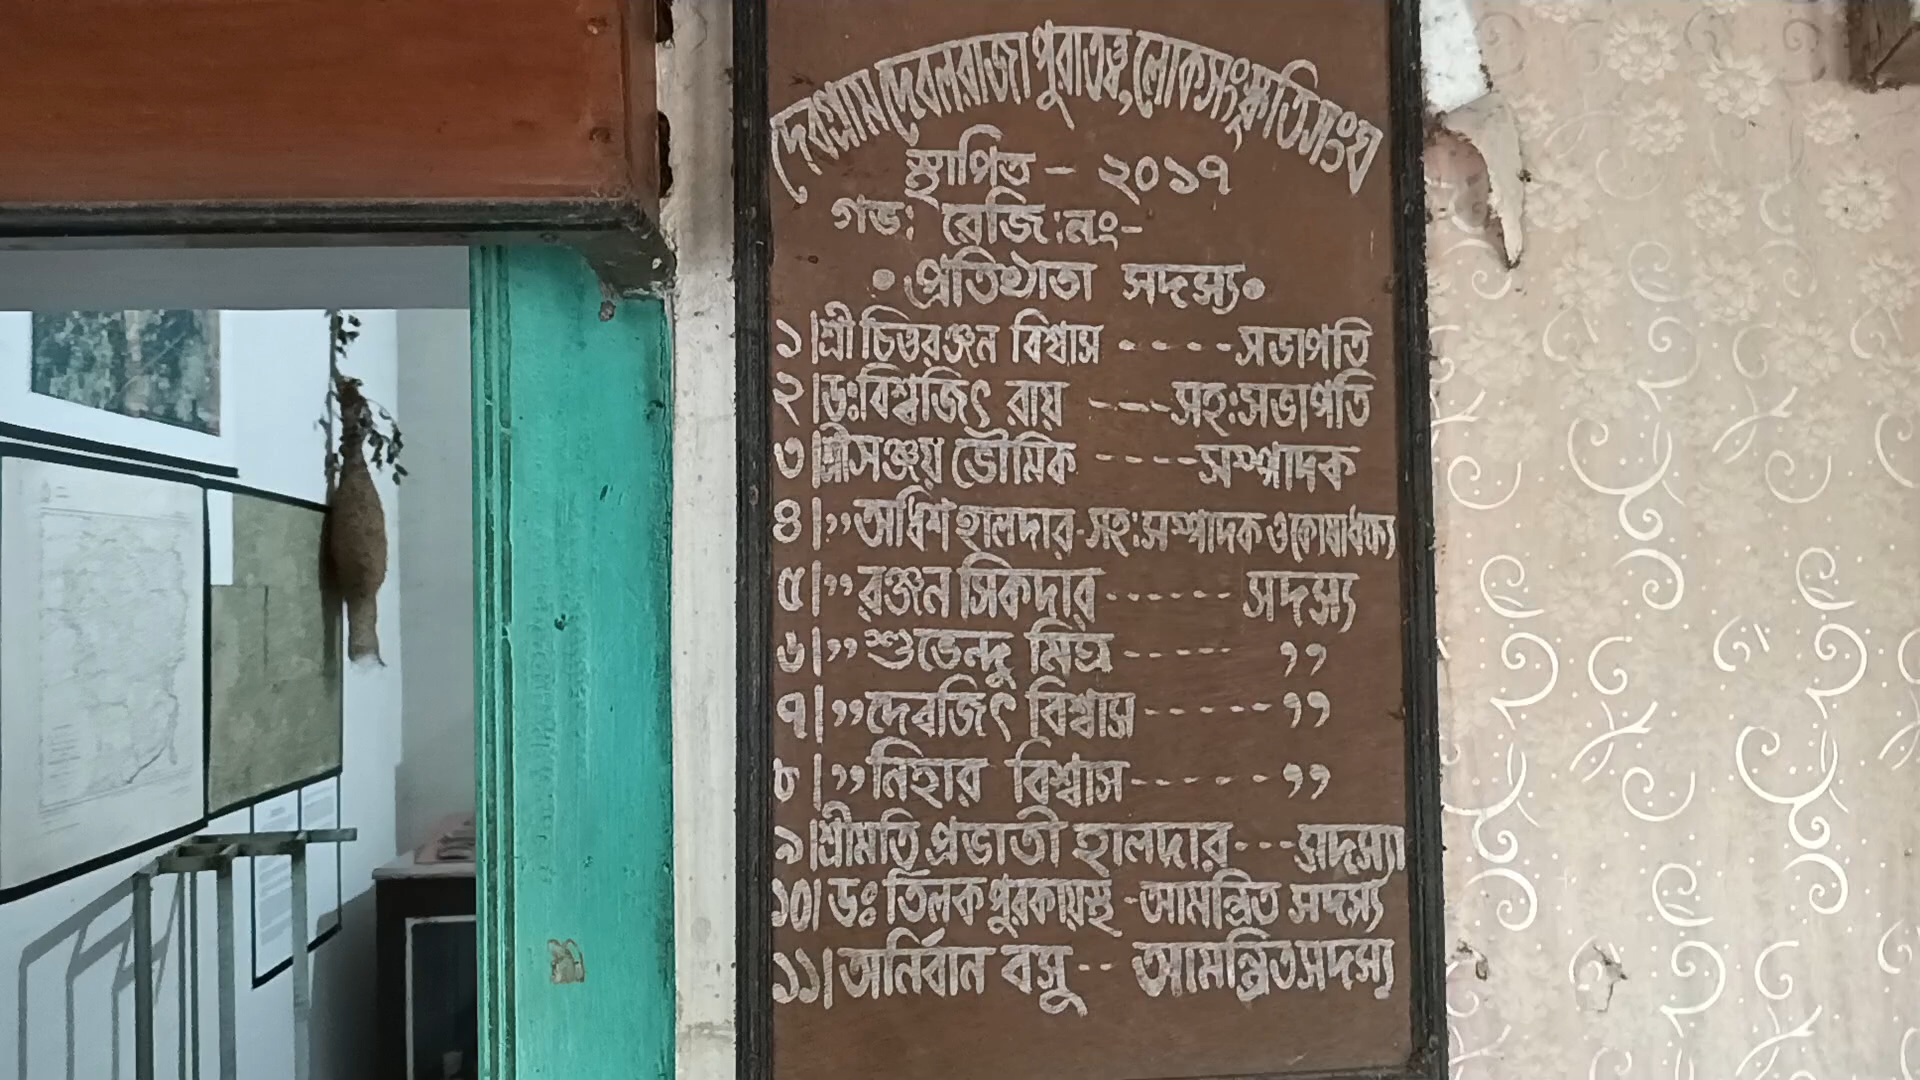 দেবগ্রাম দেবলরাজা পুরাতত্ত্ব, লোকসংস্কৃতি সংঘ
স্থাপিত - ২০১৭
গভঃ রেজিঃনং-
• প্রতিষ্ঠাতা সদস্য •
১|শ্রী চিত্তরঞ্জন বিশ্বাস ----সভাপতি
২|ডঃবিশ্বজিৎ রায় ---সহঃসভাপতি
৩|শ্রীসঞ্জয় ভৌমিক ----সম্পাদক
৪|,, অধিশ হালদার-সহঃসম্পাদক ও কোষাধক্ষ্য
৫|,, রঞ্জন সিকদার------ সদস্য
৬|,, শুভেন্দু মিত্র ----- ,,
৭|,,দেবজিৎ বিশ্বাস------,,
৮|,,নিহার বিশ্বাস------,,
৯|শ্রীমতি প্রভাতী হালদার---সদস্যা
১০| ডঃ তিলক পুরকায়স্থ -আমন্ত্রিত সদস্য
১১|অনির্বান বসু-- আমন্ত্রিতসদস্য